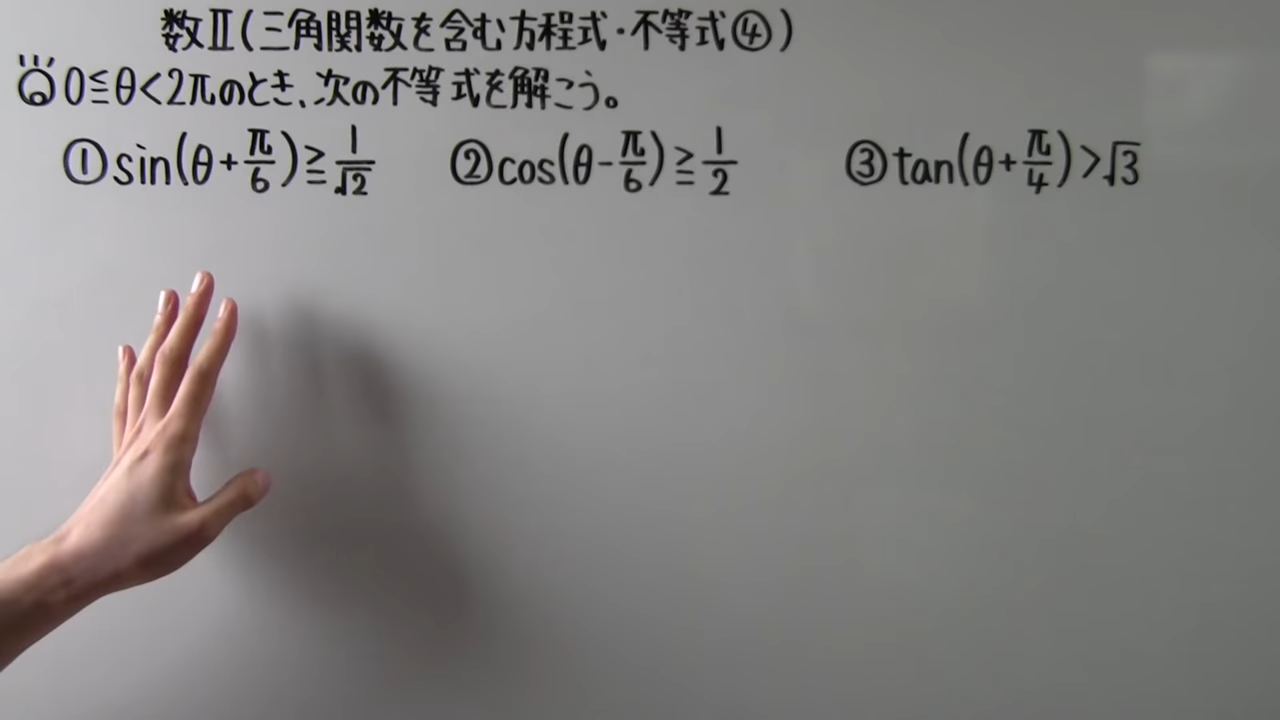 数Ⅱ(三角関数を含む方程式・不等式④)
0≦θ<2πのとき、次の不等式を解こう。
①sin(θ+π/6)≧1/√2 ②cos(θ-π/6)≧1/2 ③tan(θ+π/4)>√3